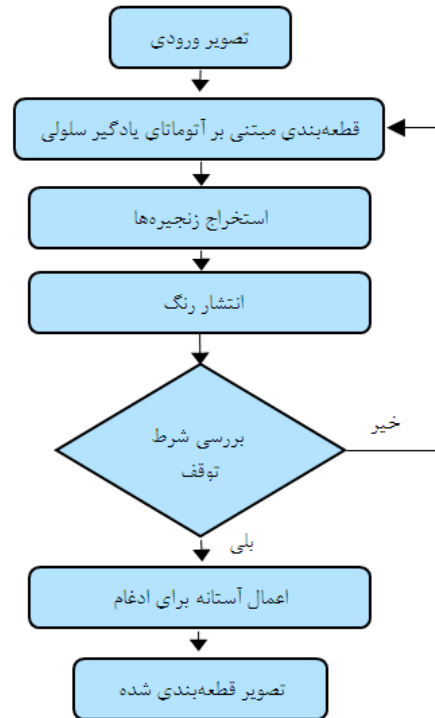 تصویر ورودی
قطعه‌بندی مبتنی بر آتوماتای یادگیر سلولی
استخراج زنجیره‌ها
انتشار رنگ
بررسی شرط
توقف
خیر
بلی
اعمال آستانه برای ادغام
تصویر قطعه‌بندی شده